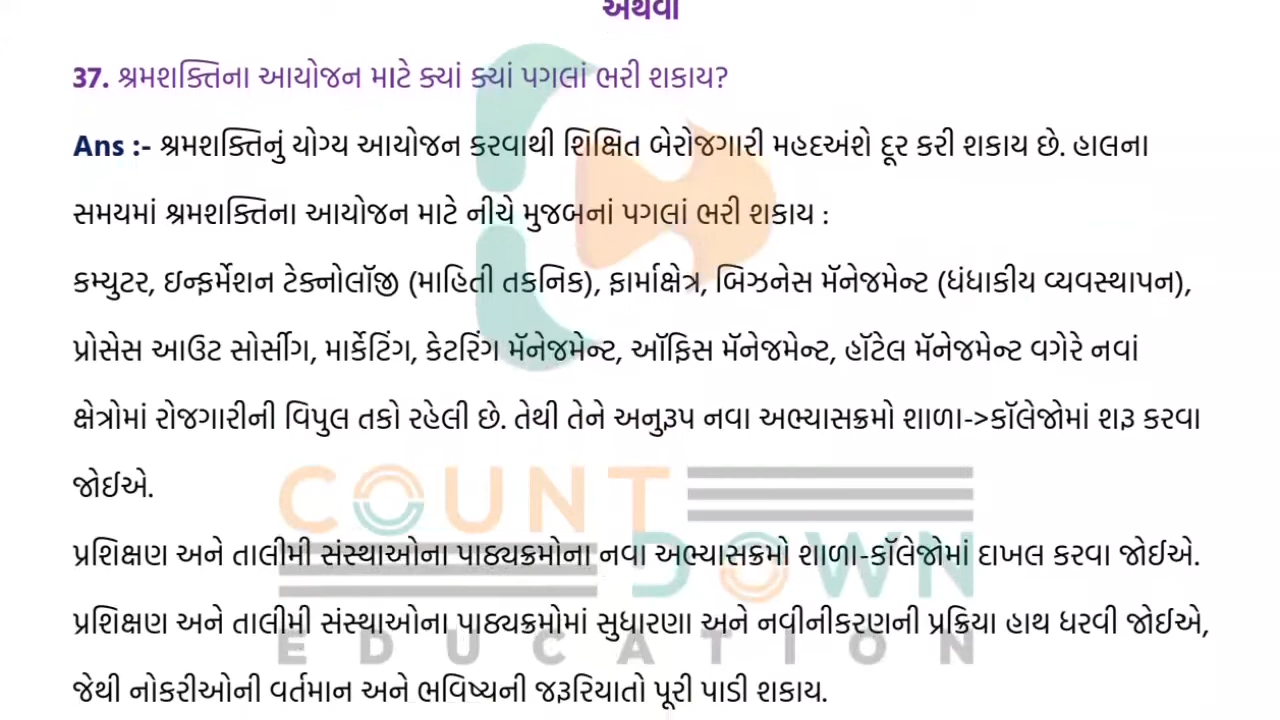 અથવા
37. શ્રમશક્તિના આયોજન માટે ક્યાં ક્યાં પગલાં ભરી શકાય?
Ans :- શ્રમશક્તિનું યોગ્ય આયોજન કરવાથી શિક્ષિત બેરોજગારી મહદઅંશે દૂર કરી શકાય છે. હાલના
સમયમાં શ્રમશક્તિના આયોજન માટે નીચે મુજબનાં પગલાં ભરી શકાય :
કમ્પ્યુટર, ઇન્ફર્મેશન ટેક્નોલૉજી (માહિતી તકનિક), ફાર્માક્ષેત્ર, બિઝનેસ મૅનેજમેન્ટ (ધંધાકીય વ્યવસ્થાપન),
પ્રોસેસ આઉટ સોર્સીંગ, માર્કેટિંગ, કેટરિંગ મૅનેજમેન્ટ, ઑફિસ મૅનેજમેન્ટ, હૉટેલ મૅનેજમેન્ટ વગેરે નવાં
ક્ષેત્રોમાં રોજગારીની વિપુલ તકો રહેલી છે. તેથી તેને અનુરૂપ નવા અભ્યાસક્રમો શાળા->કૉલેજોમાં શરૂ કરવા
જોઈએ.
પ્રશિક્ષણ અને તાલીમી સંસ્થાઓના પાઠ્યક્રમોના નવા અભ્યાસક્રમો શાળા-કૉલેજોમાં દાખલ કરવા જોઈએ.
પ્રશિક્ષણ અને તાલીમી સંસ્થાઓના પાઠ્યક્રમોમાં સુધારણા અને નવીનીકરણની પ્રક્રિયા હાથ ધરવી જોઈએ,
જેથી નોકરીઓની વર્તમાન અને ભવિષ્યની જરૂરિયાતો પૂરી પાડી શકાય.
COUNT
DOWN
EDUCATION